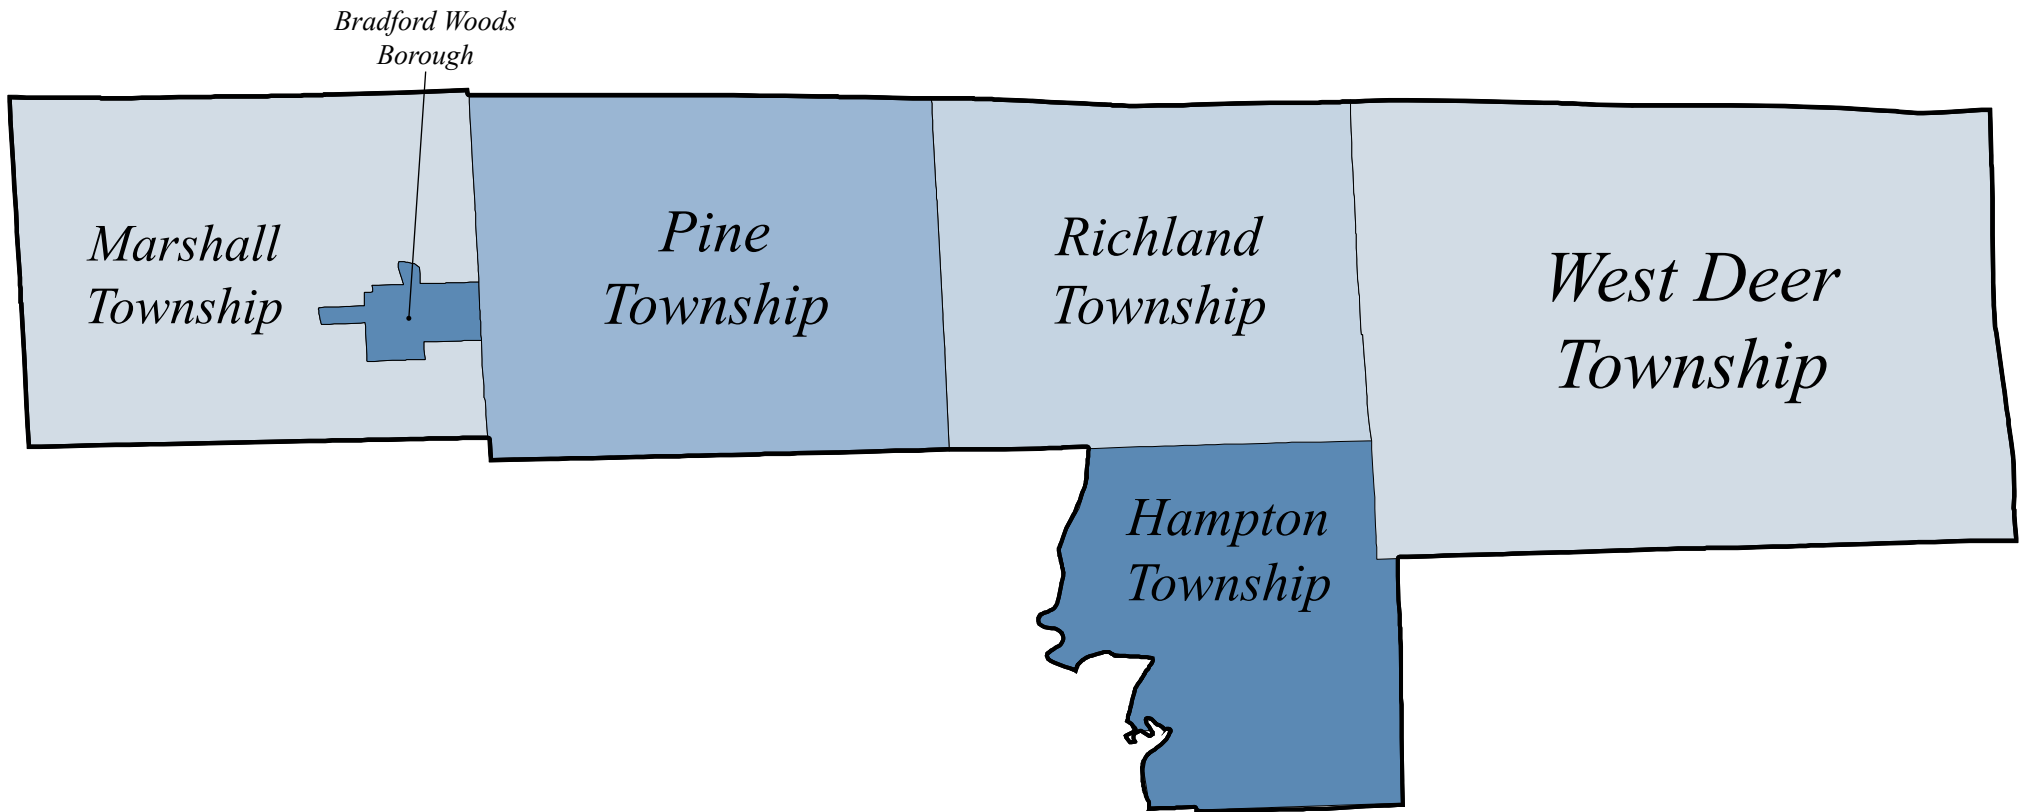 Bradford Woods
Borough
Marshall
Township
Pine
Township
Richland
Township
West Deer
Township
Hampton
Township